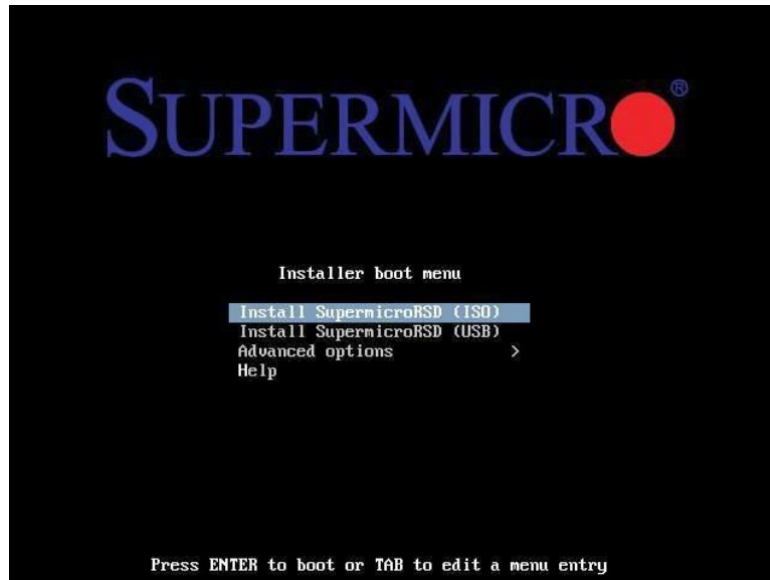 SUPERMICRO®
Installer boot menu
Install SupermicroRSD (ISO)
Install SupermicroRSD (USB)
Advanced options >
Help
Press ENTER to boot or TAB to edit a menu entry